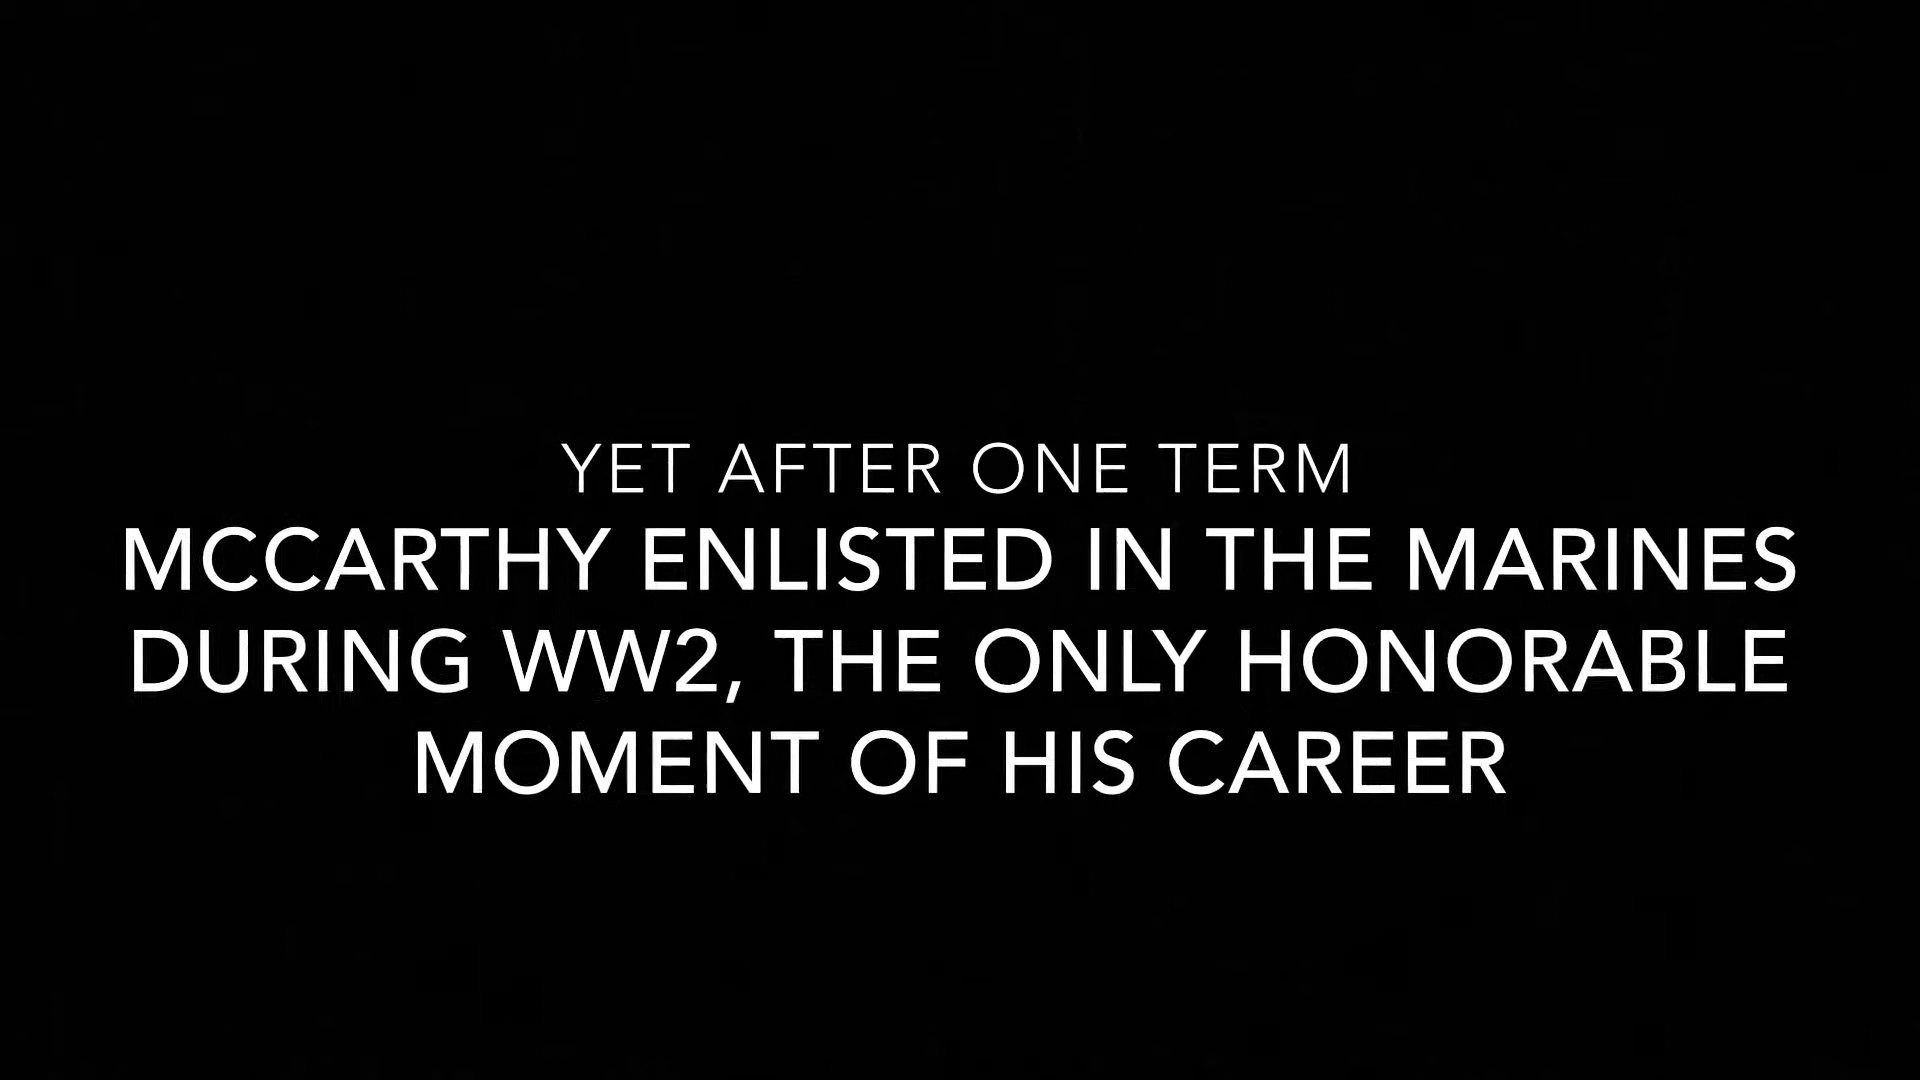 YET AFTER ONE TERM
MCCARTHY ENLISTED IN THE MARINES
DURING WW2, THE ONLY HONORABLE
MOMENT OF HIS CAREER